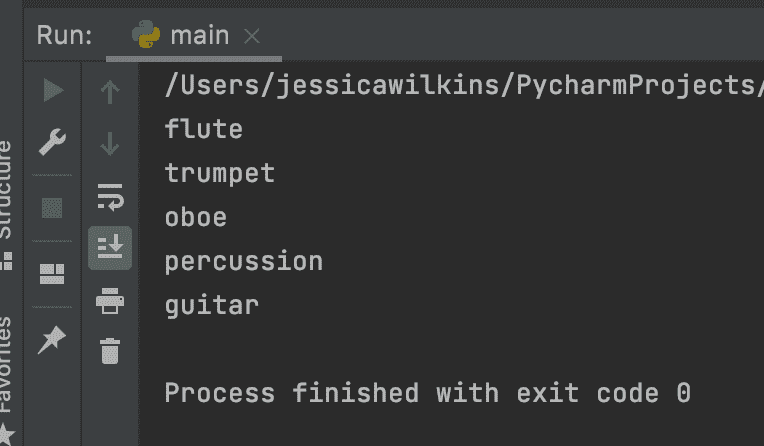 Run: main
/Users/jessicawilkins/PycharmProjects/
flute
trumpet
oboe
percussion
guitar
Process finished with exit code 0
Structure
Favorites